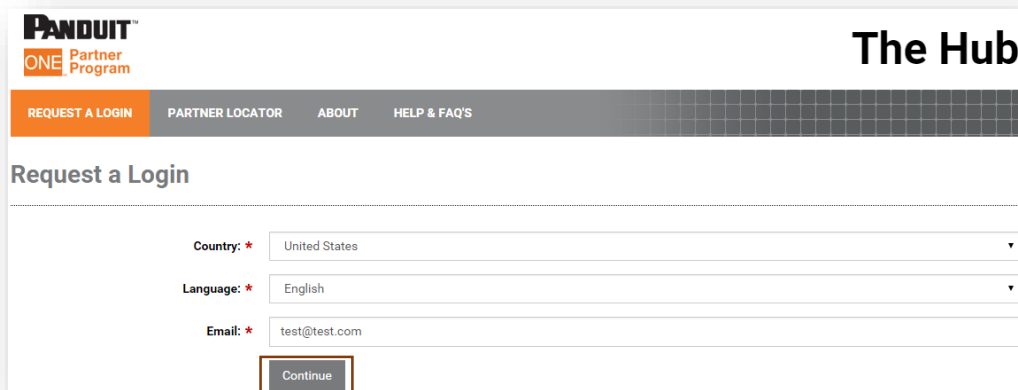 PANDUIT™
ONE Partner Program
The Hub
REQUEST A LOGIN PARTNER LOCATOR ABOUT HELP & FAQ'S
Request a Login
Country: * United States
Language: * English
Email: * test@test.com
Continue